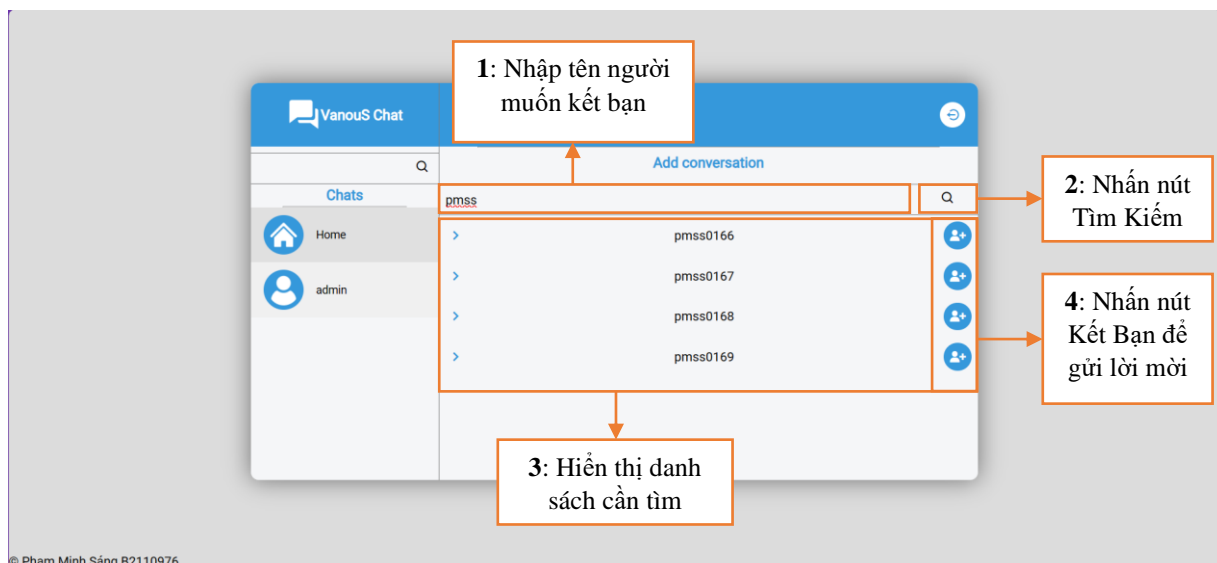 1: Nhập tên người
muốn kết bạn
VanouS Chat
Add conversation
Chats
pmss
2: Nhấn nút
Tìm Kiếm
Home
pmss0166
admin
pmss0167
pmss0168
pmss0169
4: Nhấn nút
Kết Bạn để
gửi lời mời
3: Hiển thị danh
sách cần tìm
© Phạm Minh Sáng B2110976